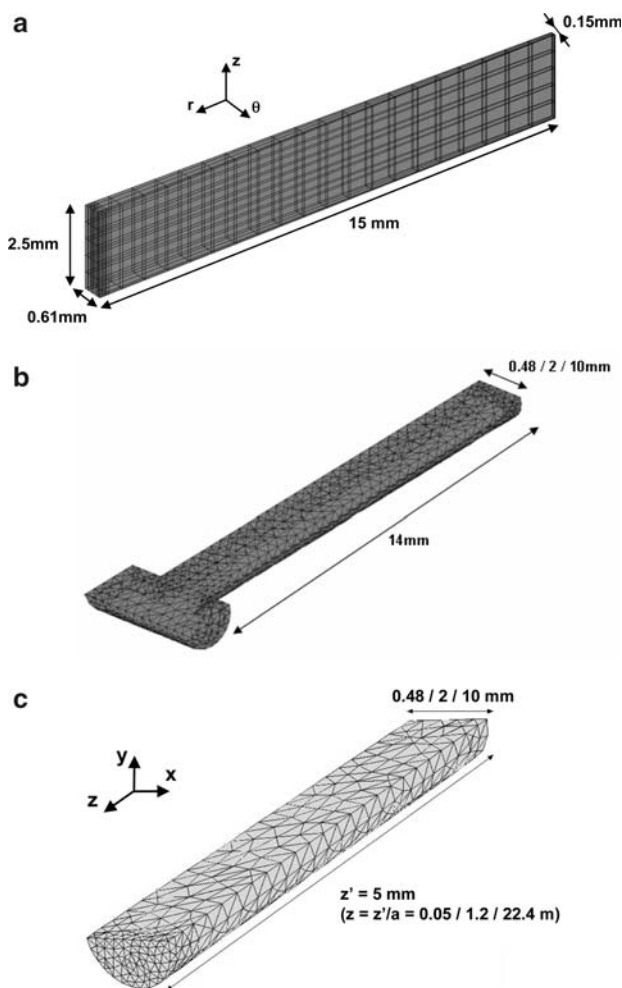 a
0.15mm
z
r
θ
2.5mm
15 mm
0.61mm
b
0.48 / 2 / 10mm
14mm
c
0.48 / 2 / 10 mm
y
x
z
z' = 5 mm
(z = z'/a = 0.05 / 1.2 / 22.4 m)